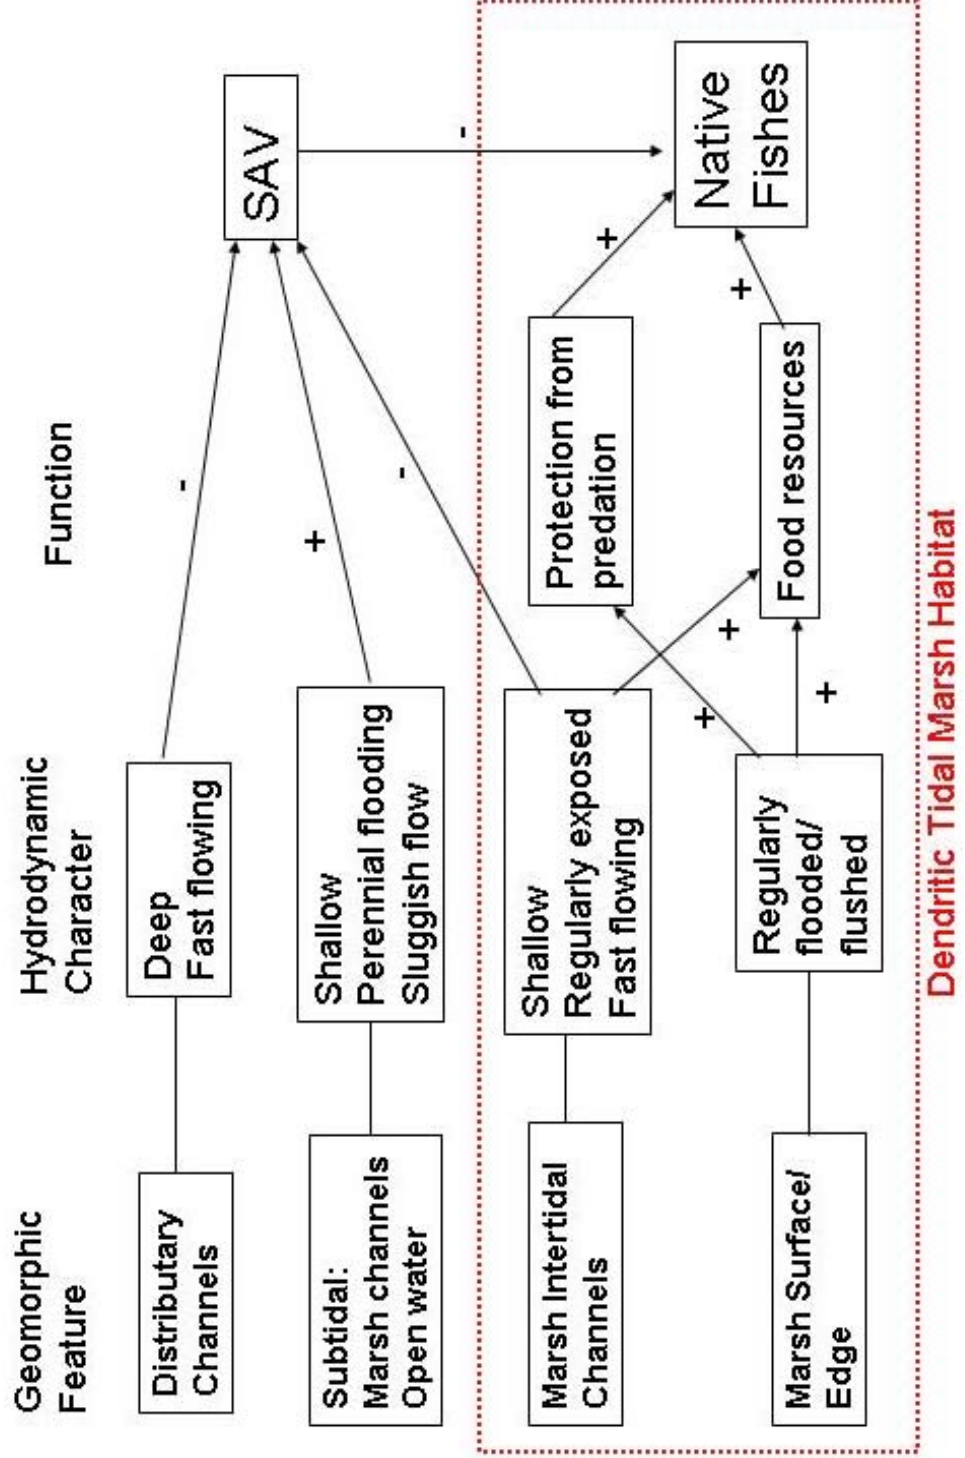 Geomorphic
Feature
Hydrodynamic
Character
Function
Distributary
Channels
Deep
Fast flowing
-
SAV
Subtidal:
Marsh channels
Open water
Shallow
Perennial flooding
Sluggish flow
+
-
-
Marsh Intertidal
Channels
Shallow
Regularly exposed
Fast flowing
Protection from
predation
+
Native
Fishes
+
+
+
Marsh Surface/
Edge
Regularly
flooded/
flushed
+
Food resources
Dendritic Tidal Marsh Habitat